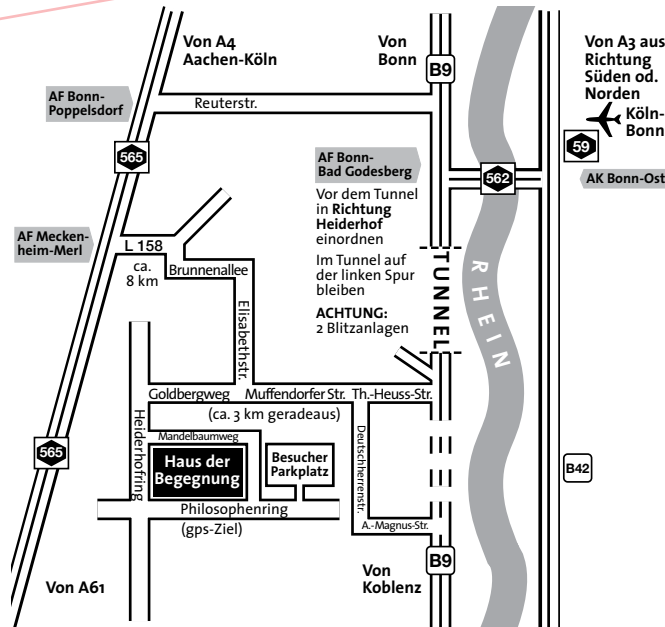 Von A4
Aachen-Köln
Von
Bonn
B9
Von A3 aus
Richtung
Süden od.
Norden
Köln-
Bonn
59
AK Bonn-Ost
AF Bonn-
Poppelsdorf
Reuterstr.
565
AF Bonn-
Bad Godesberg
562
Vor dem Tunnel
in Richtung
Heiderhof
einordnen
Im Tunnel auf
der linken Spur
bleiben
ACHTUNG:
2 Blitzanlagen
TUNNEL
RHEIN
AF Mecken-
heim-Merl
L 158
ca.
8 km
Brunnenallee
Elisabethstr.
Goldbergweg
Muffendorfer Str.
Th.-Heuss-Str.
(ca. 3 km geradeaus)
Heiderhofring
Mandelbaumweg
Haus der
Begegnung
Besucher
Parkplatz
Deutschherrenstr.
565
B42
Philosophenring
(gps-Ziel)
A.-Magnus-Str.
Von A61
Von
Koblenz
B9